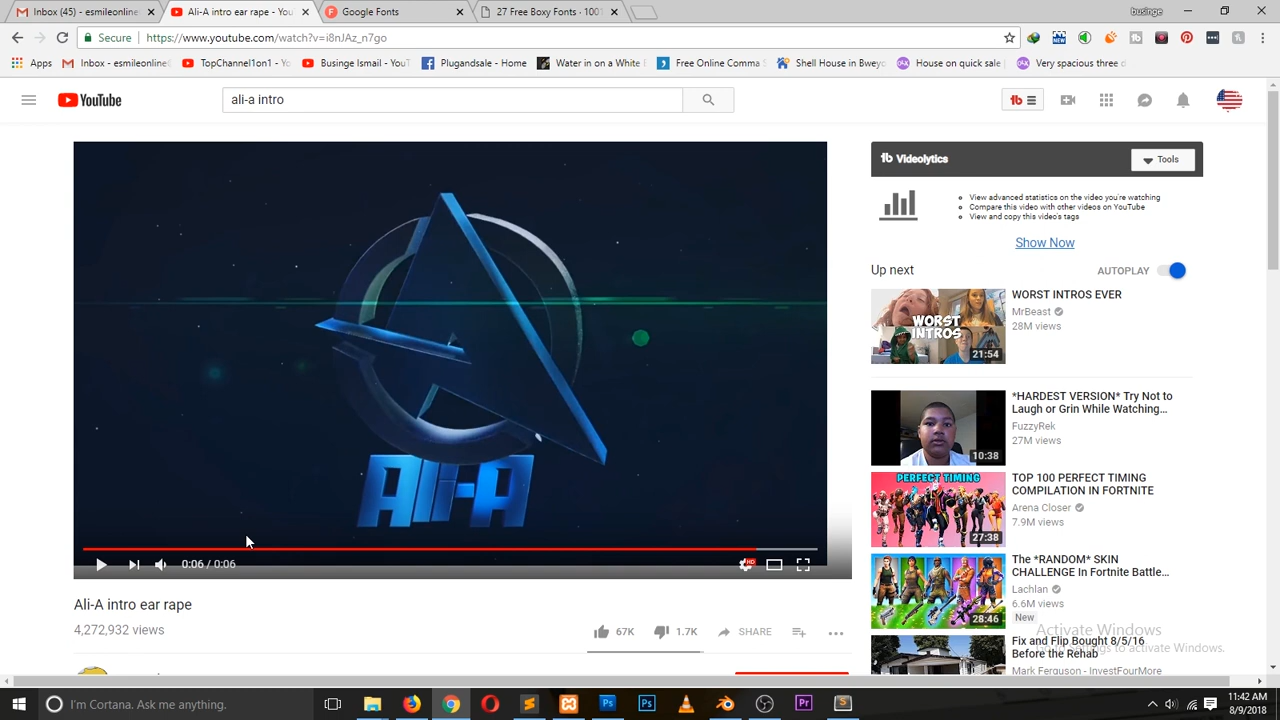 Inbox (45) - esmileonline
Ali-A intro ear rape - You
Google Fonts
27 Free Boxy Fonts · 1001
businge
Secure
https://www.youtube.com/watch?v=i8nJAz_n7go
Apps
Inbox - esmileonline
TopChannel1on1 - Yo
Businge Ismail - YouT
Plugandsale - Home
Water in on a White I
Free Online Comma S
Shell House in Bweyo
House on quick sale |
Very spacious three d
YouTube
ali-a intro
Videolytics
Tools
View advanced statistics on the video you're watching
Compare this video with other videos on YouTube
View and copy this video's tags
Show Now
Up next
AUTOPLAY
WORST INTROS
21:54
WORST INTROS EVER
MrBeast
28M views
10:38
*HARDEST VERSION* Try Not to
Laugh or Grin While Watching...
FuzzyRek
27M views
PERFECT TIMING
27:38
TOP 100 PERFECT TIMING
COMPILATION IN FORTNITE
Arena Closer
7.9M views
28:46
The *RANDOM* SKIN
CHALLENGE In Fortnite Battle...
Lachlan
6.6M views
New
Fix and Flip Bought 8/5/16
Before the Rehab
Mark Ferguson - InvestFourMore
Activate Windows
to activate Windows.
Ali-A
0:06 / 0:06
HD
Ali-A intro ear rape
4,272,932 views
67K
1.7K
SHARE
I'm Cortana. Ask me anything.
11:42 AM
8/9/2018